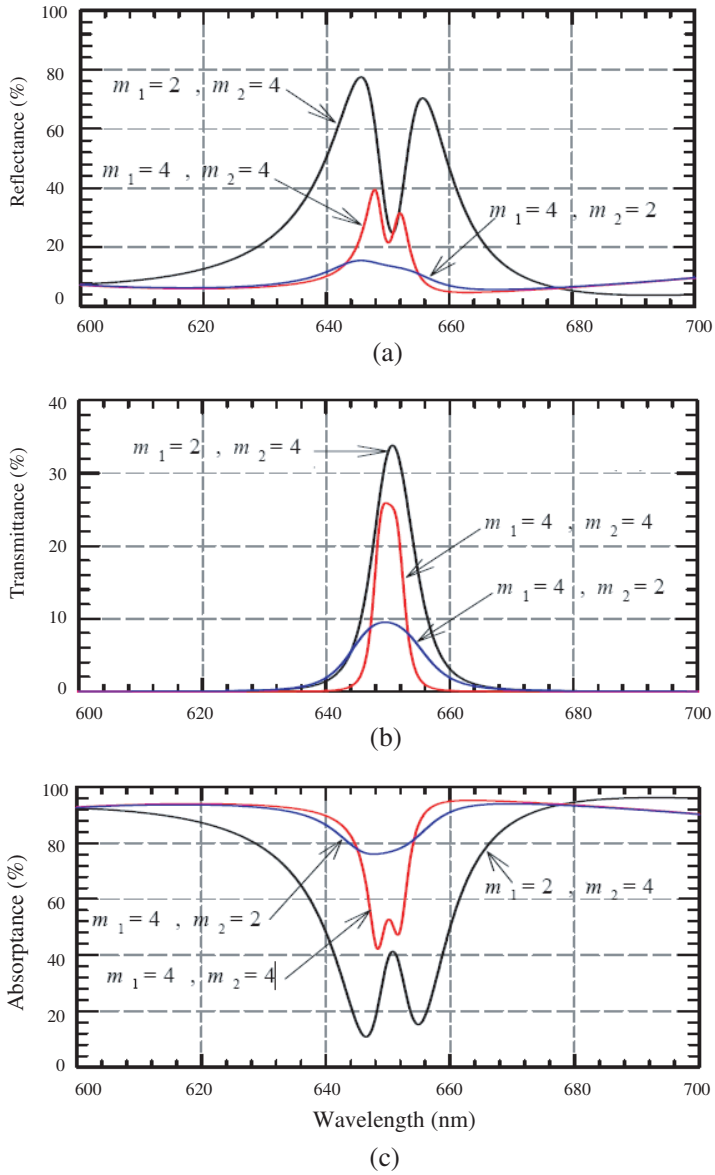 Reflectance (%)
100
80
60
40
20
0
m 1 = 2 , m 2 = 4
m 1 = 4 , m 2 = 4
m 1 = 4 , m 2 = 2
600 620 640 660 680 700
(a)
Transmittance (%)
40
30
20
10
0
m 1 = 2 , m 2 = 4
m 1 = 4 , m 2 = 4
m 1 = 4 , m 2 = 2
600 620 640 660 680 700
(b)
Absorptance (%)
100
80
60
40
20
0
m 1 = 2 , m 2 = 4
m 1 = 4 , m 2 = 2
m 1 = 4 , m 2 = 4
600 620 640 660 680 700
Wavelength (nm)
(c)